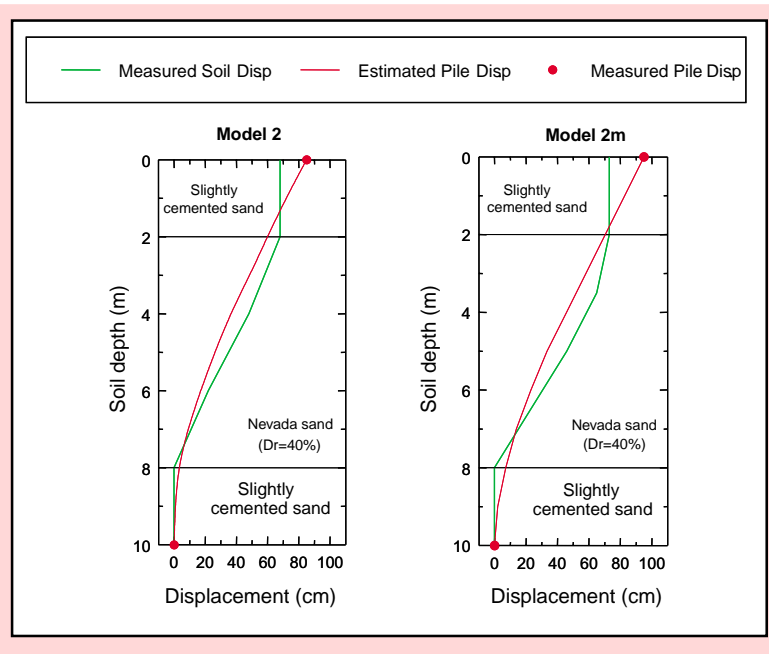 Measured Soil Disp
Estimated Pile Disp
Measured Pile Disp.
Model 2
0
2
4
6
8
10
Soil depth (m)
Slightly
cemented sand
Nevada sand
(Dr=40%)
Slightly
cemented sand
0 20 40 60 80 100
Displacement (cm)
Model 2m
0
2
4
6
8
10
Soil depth (m)
Slightly
cemented sand
Nevada sand
(Dr=40%)
Slightly
cemented sand
0 20 40 60 80 100
Displacement (cm)